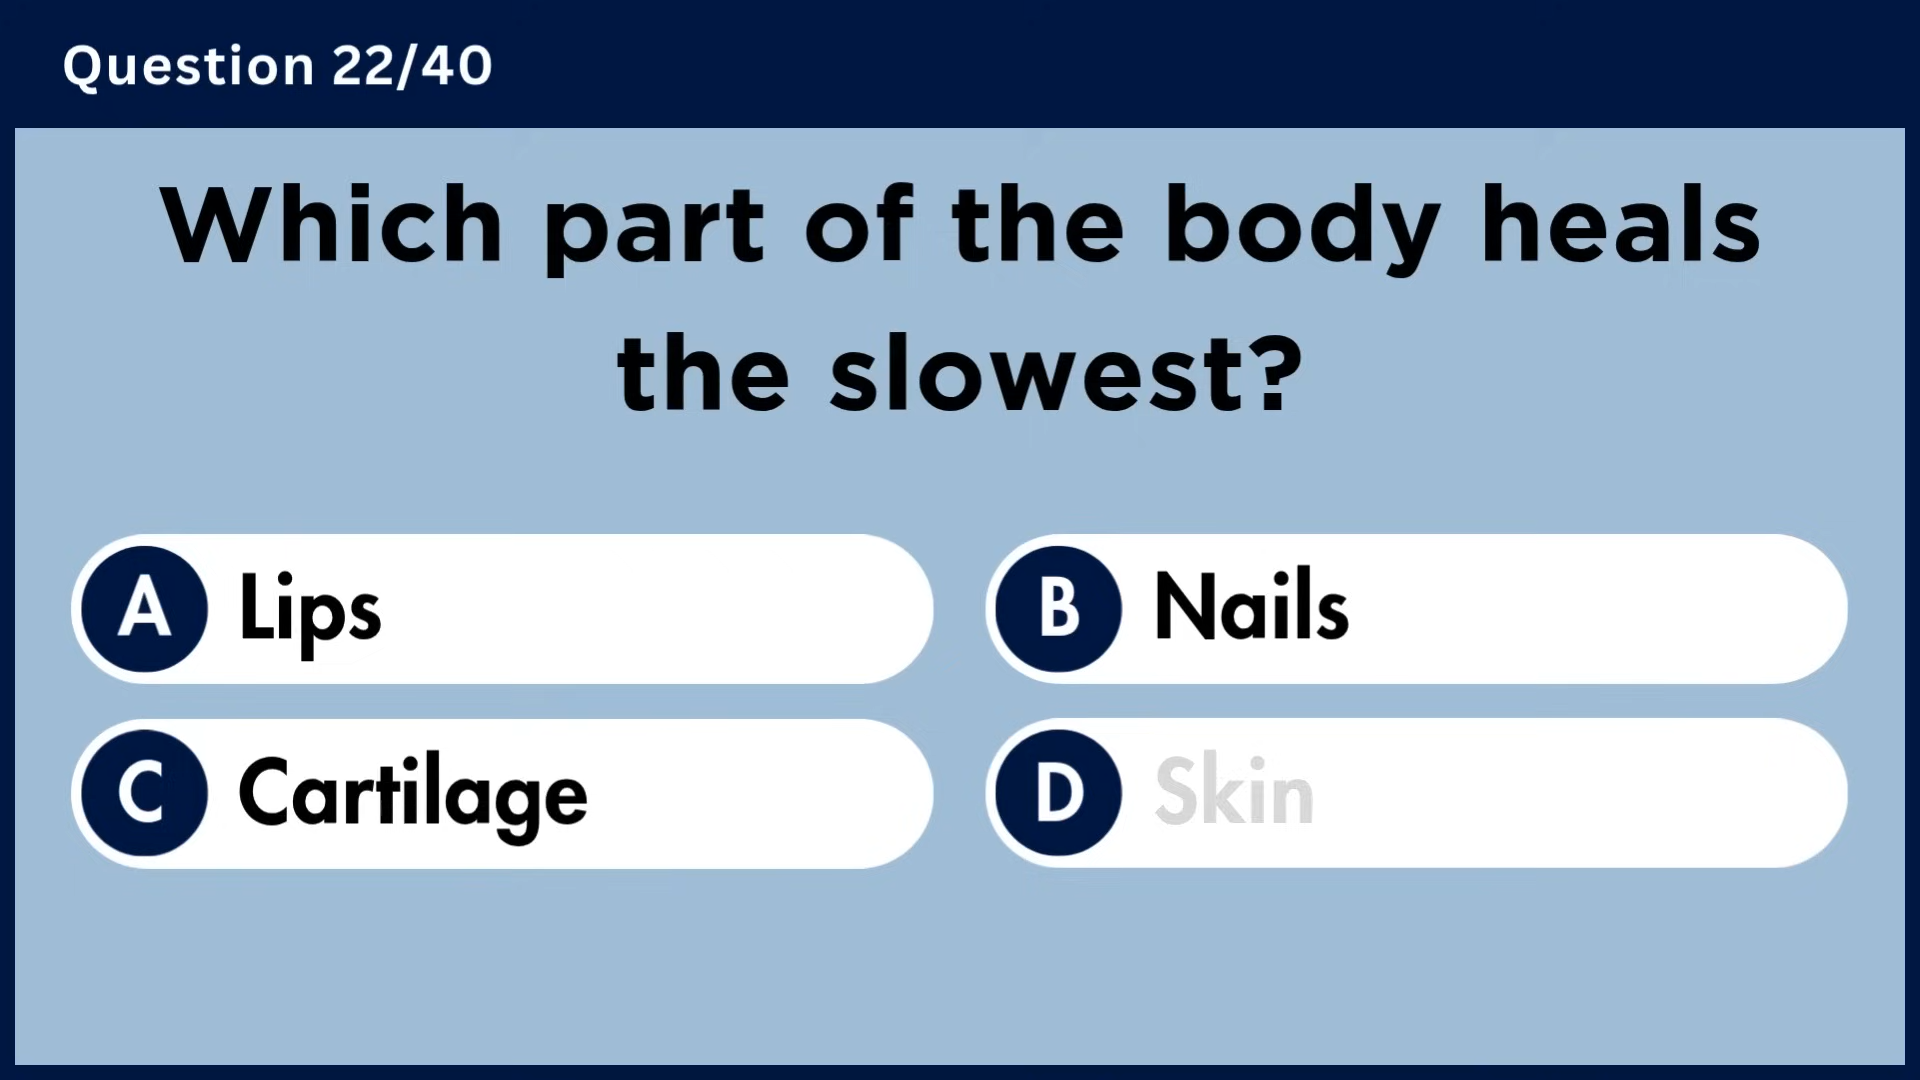 Question 22/40
Which part of the body heals
the slowest?
A Lips
B Nails
C Cartilage
D Skin